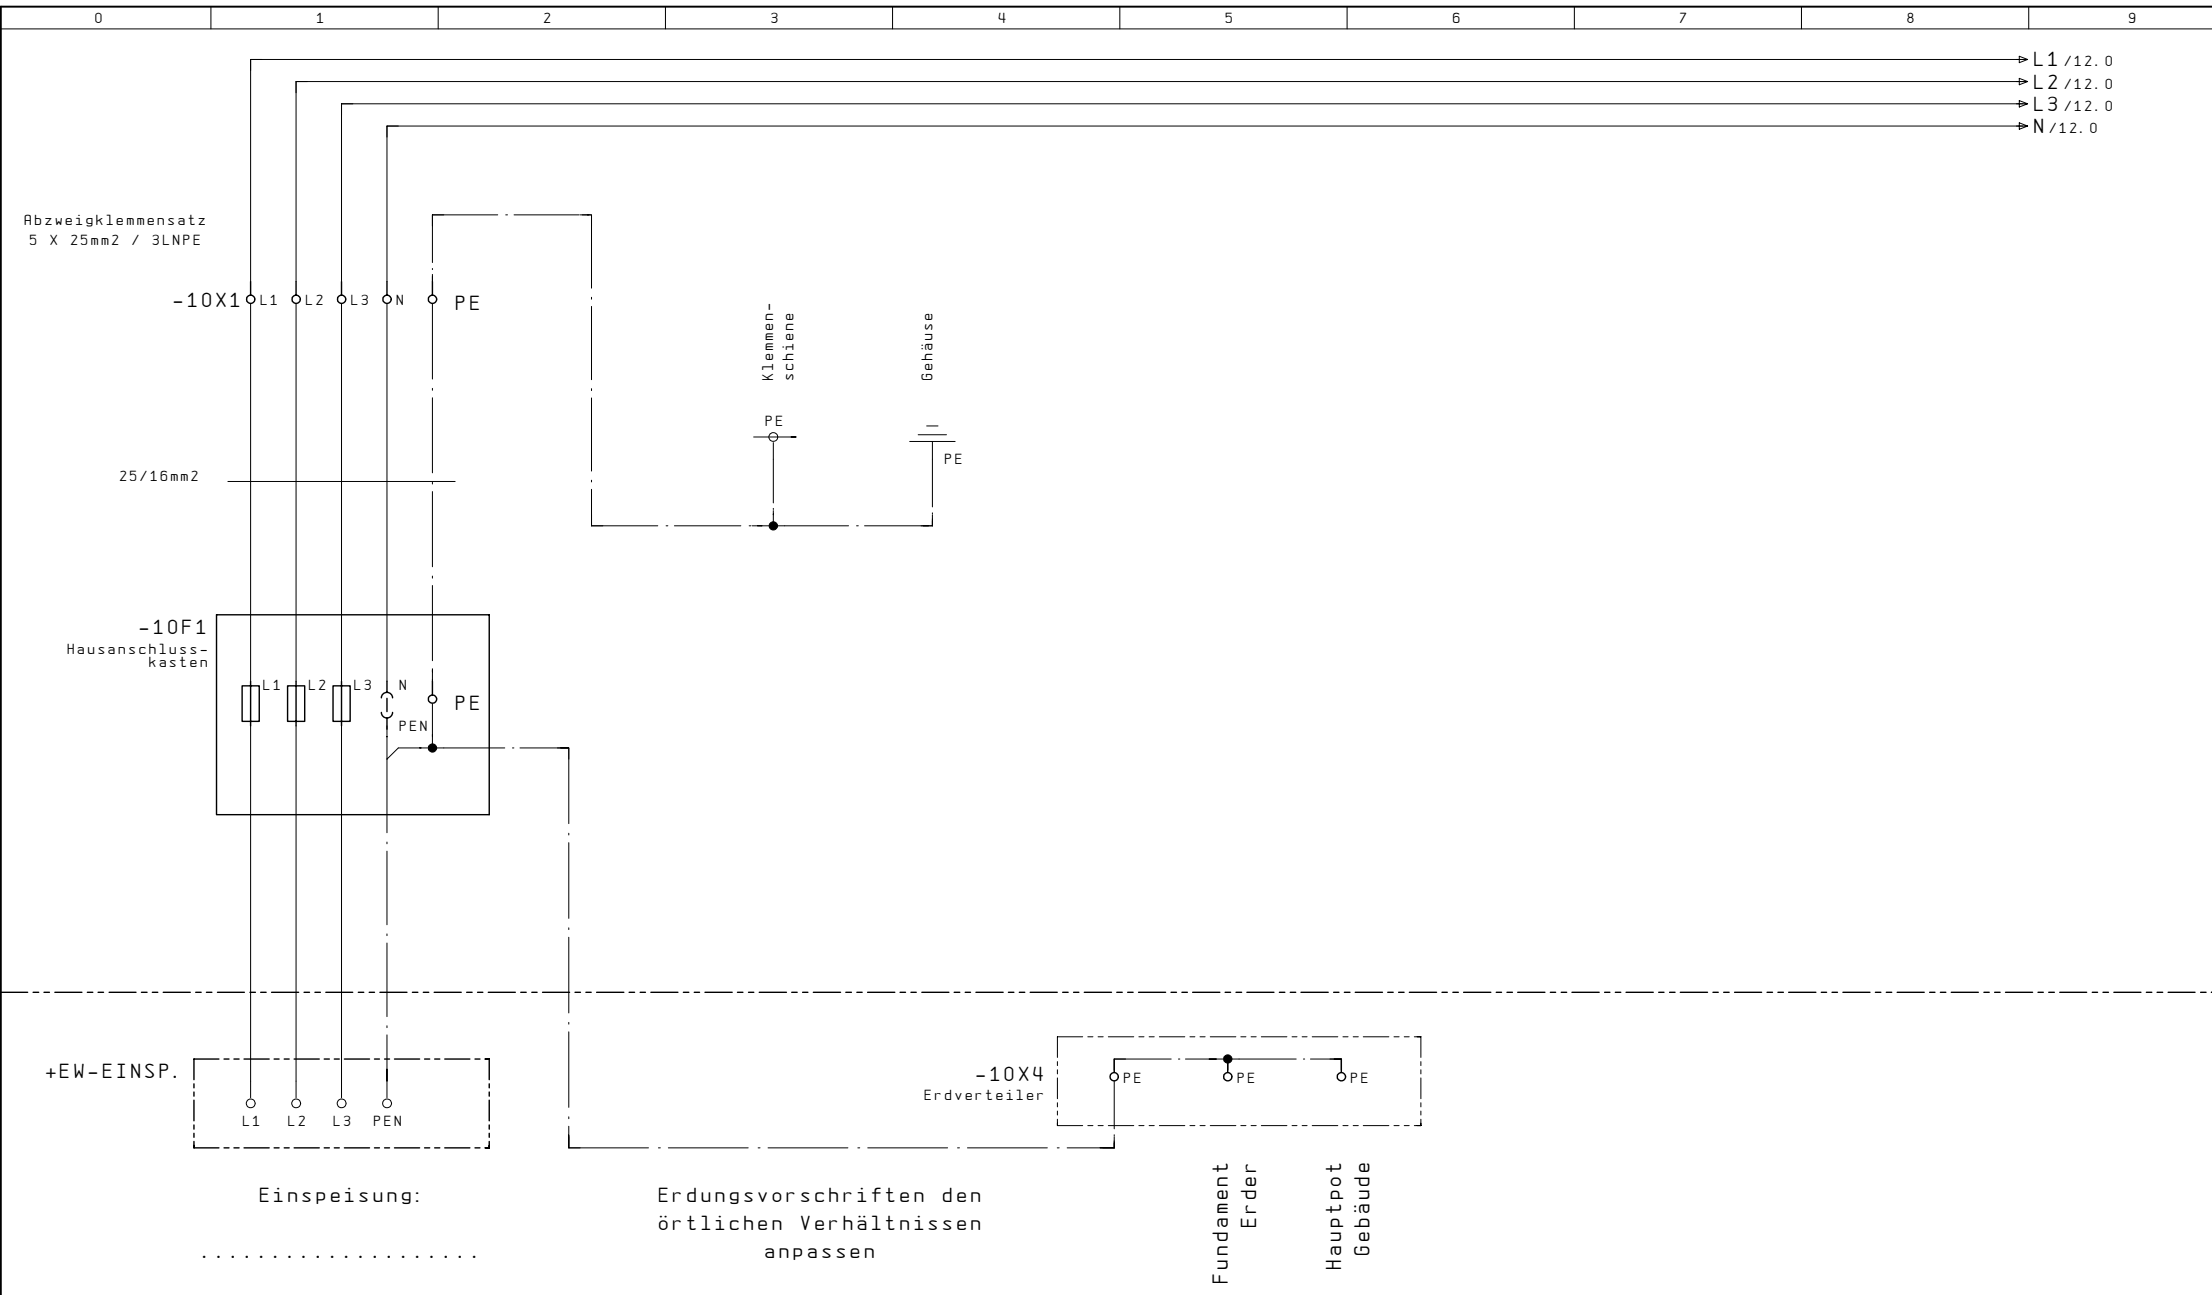 0 1 2 3 4 5 6 7 8 9
L1 /12.0
L2 /12.0
L3 /12.0
N /12.0
Abzweigklemmensatz
5 X 25mm2 / 3LNPE
-10X1 L1 L2 L3 N PE
Klemmen-
schiene
Gehäuse
PE
PE
25/16mm2
-10F1
Hausanschluss-
kasten
L1 L2 L3 N
PE
PEN
+EW-EINSP.
L1 L2 L3 PEN
-10X4
Erdverteiler
PE PE PE
Einspeisung:
....................
Erdungsvorschriften den
örtlichen Verhältnissen
anpassen
Fundament
Erder
Hauptpot
Gebäude